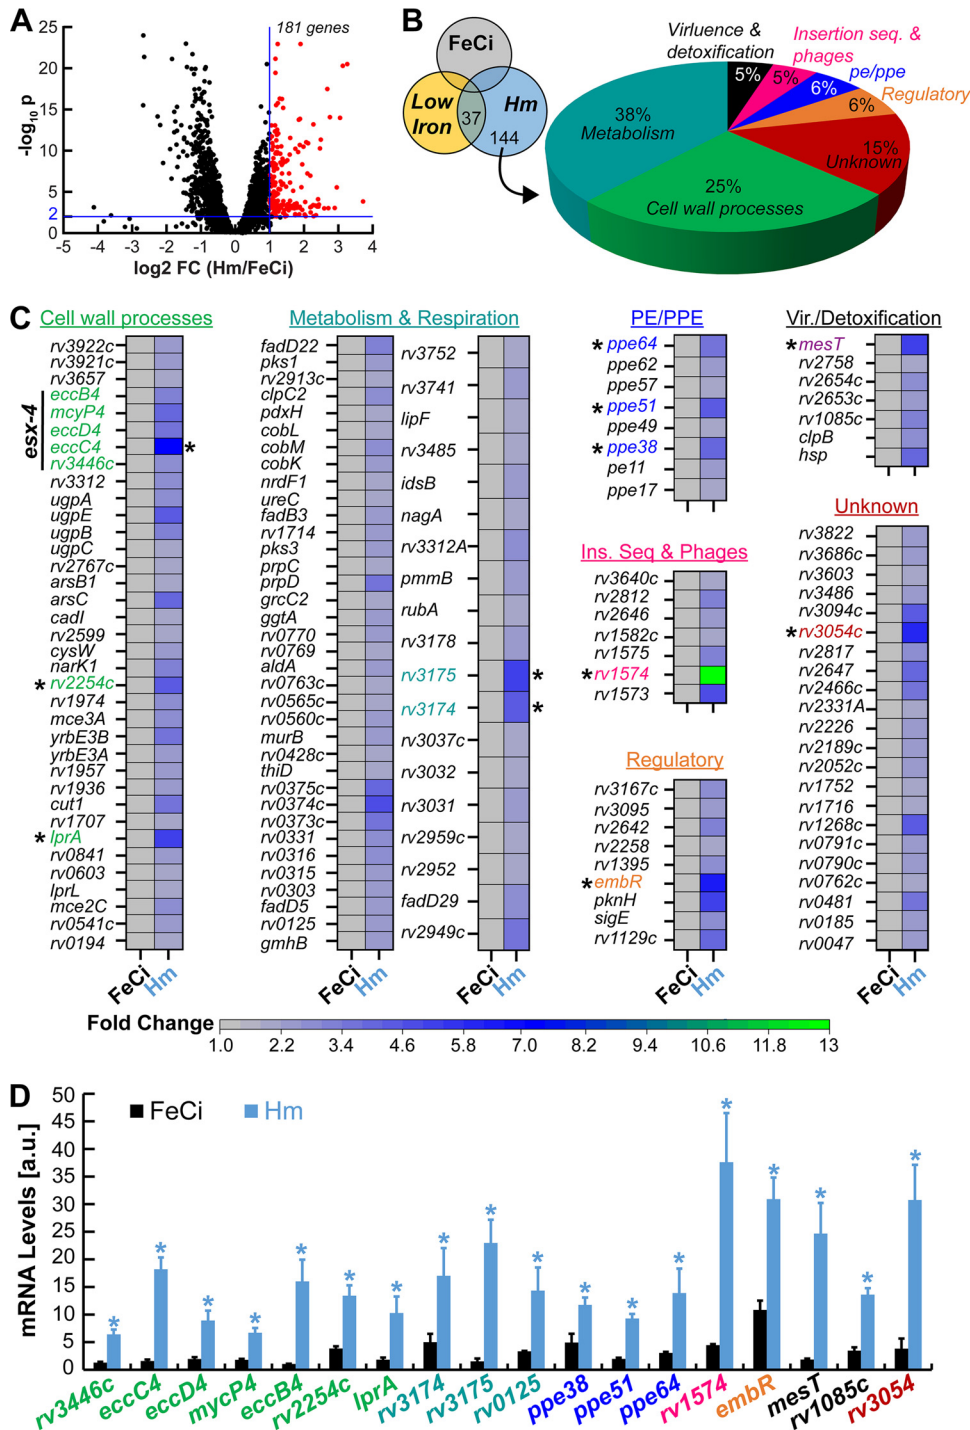 A
181 genes
25
20
15
10
5
2
0
-log10 p
-5 -4 -3 -2 -1 0 1 2 3 4
log2 FC (Hm/FeCi)
B
FeCi
Low Iron
37
Hm
144
Virluence & detoxification
5%
Insertion seq. & phages
5%
pe/ppe
6%
Regulatory
6%
15%
Unknown
25%
Cell wall processes
38%
Metabolism
C
Cell wall processes
rv3922c
rv3921c
rv3657
esx-4
eccB4
mcyP4
eccD4
eccC4 *
rv3446c
rv3312
ugpA
ugpE
ugpB
ugpC
rv2767c
arsB1
arsC
cadI
rv2599
cysW
narK1
* rv2254c
rv1974
mce3A
yrbE3B
yrbE3A
rv1957
rv1936
cut1
rv1707
* lprA
rv0841
rv0603
lprL
mce2C
rv0541c
rv0194
FeCi
Hm
Metabolism & Respiration
fadD22
pks1
rv2913c
clpC2
pdxH
cobL
cobM
cobK
nrdF1
ureC
fadB3
rv1714
pks3
prpC
prpD
grcC2
ggtA
rv0770
rv0769
aldA
rv0763c
rv0565c
rv0560c
murB
rv0428c
thiD
rv0375c
rv0374c
rv0373c
rv0331
rv0316
rv0315
rv0303
fadD5
rv0125
gmhB
FeCi
Hm
rv3752
rv3741
lipF
rv3485
idsB
nagA
rv3312A
pmmB
rubA
rv3178
rv3175 *
rv3174 *
rv3037c
rv3032
rv3031
rv2959c
rv2952
fadD29
rv2949c
FeCi
Hm
PE/PPE
* ppe64
ppe62
ppe57
* ppe51
ppe49
* ppe38
pe11
ppe17
Ins. Seq & Phages
rv3640c
rv2812
rv2646
rv1582c
rv1575
* rv1574
rv1573
Regulatory
rv3167c
rv3095
rv2642
rv2258
rv1395
* embR
pknH
sigE
rv1129c
FeCi
Hm
Vir./Detoxification
* mesT
rv2758
rv2654c
rv2653c
rv1085c
clpB
hsp
Unknown
rv3822
rv3686c
rv3603
rv3486
rv3094c
* rv3054c
rv2817
rv2647
rv2466c
rv2331A
rv2226
rv2189c
rv2052c
rv1752
rv1716
rv1268c
rv0791c
rv0790c
rv0762c
rv0481
rv0185
rv0047
FeCi
Hm
Fold Change
1.0 2.2 3.4 4.6 5.8 7.0 8.2 9.4 10.6 11.8 13
D
FeCi Hm
mRNA Levels [a.u.]
50
45
40
35
30
25
20
15
10
5
0
* * * * * * * * * * * * * * * * * *
rv3446c eccC4 eccD4 mycP4 eccB4 rv2254c lprA rv3174 rv3175 rv0125 ppe38 ppe51 ppe64 rv1574 embR mesT rv1085c rv3054